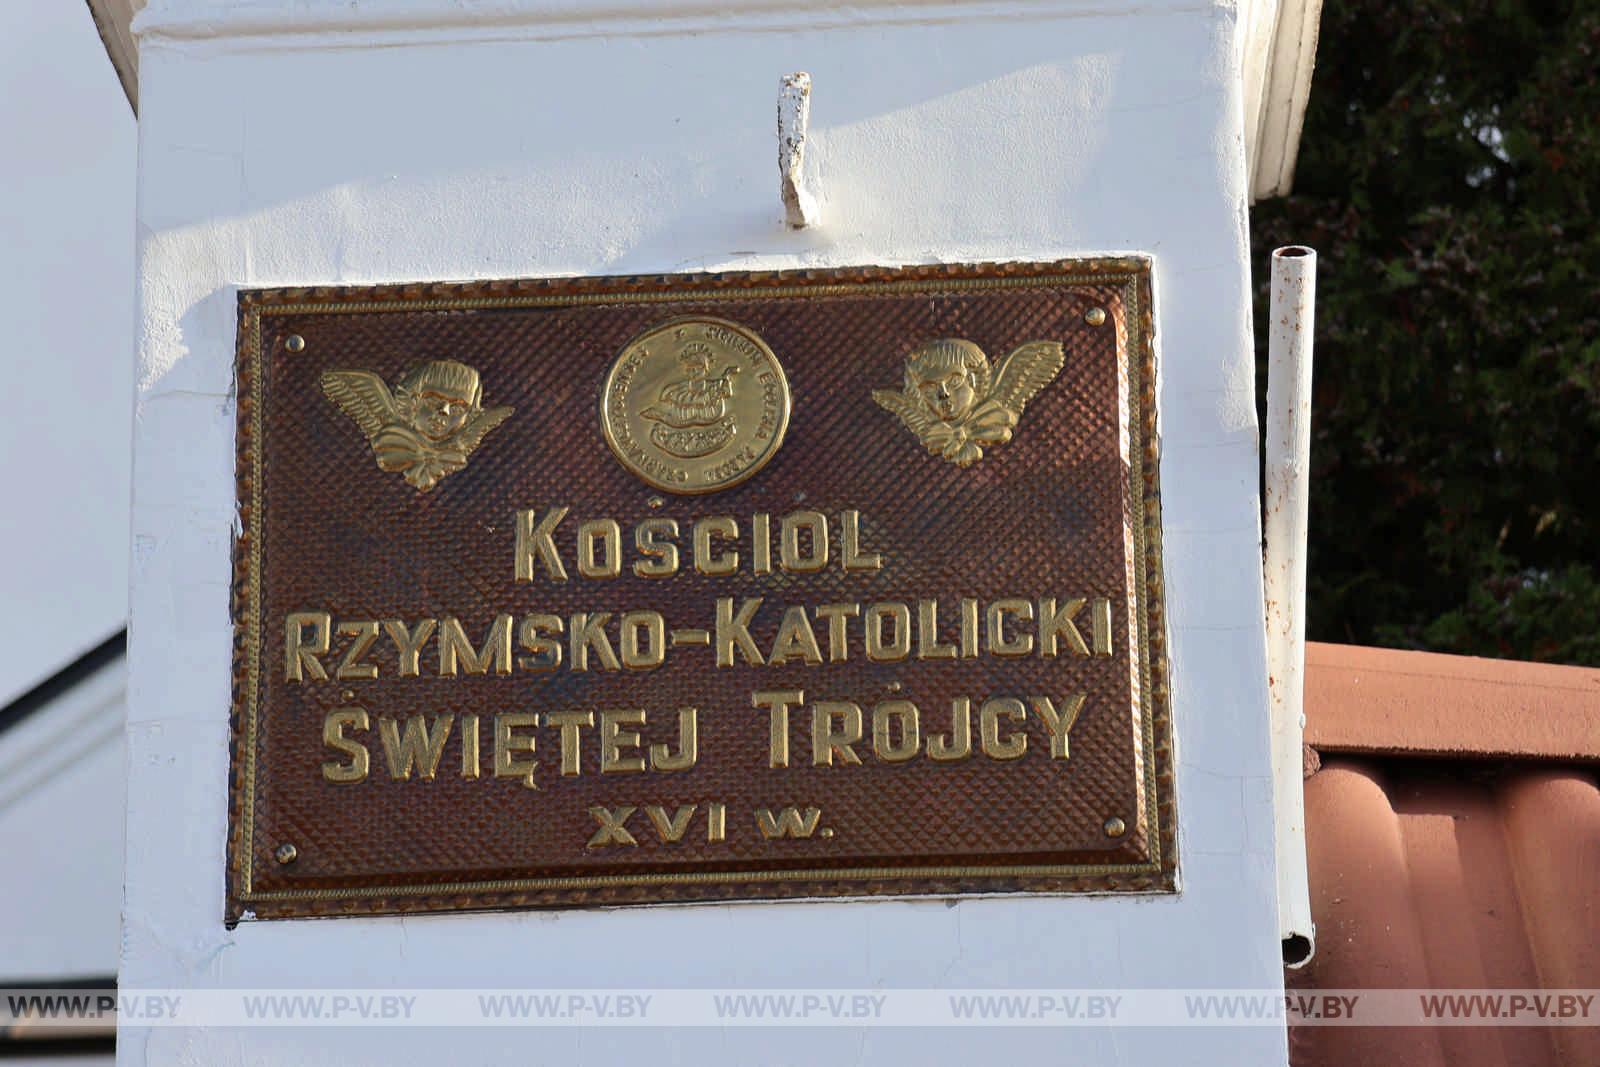 KOŚCIOL
RZYMSKO-KATOLICKI
ŚWIĘTEJ TRÓJCY
XVI w.
WWW.P-V.BY WWW.P-V.BY WWW.P-V.BY WWW.P-V.BY WWW.P-V.BY WWW.P-V.BY WWW.P-V.BY